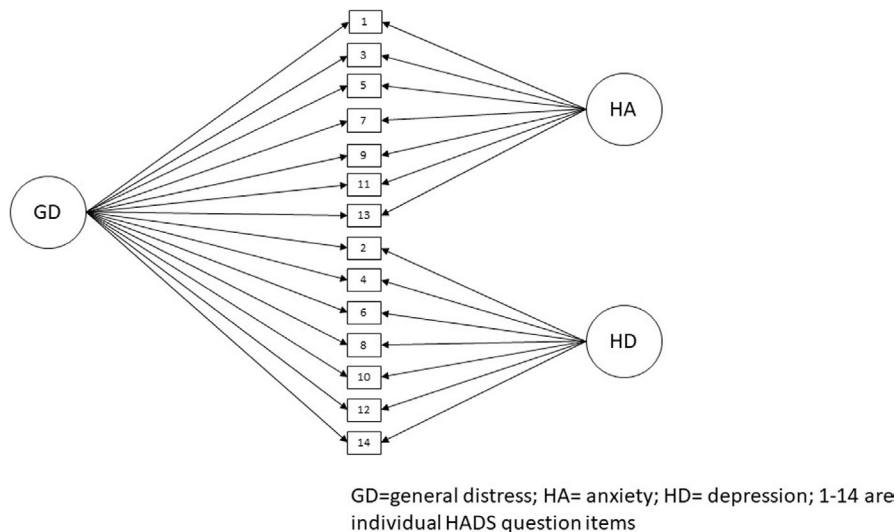 1
3
5
7
9
11
13
2
4
6
8
10
12
14
GD
HA
HD
GD=general distress; HA= anxiety; HD= depression; 1-14 are
individual HADS question items